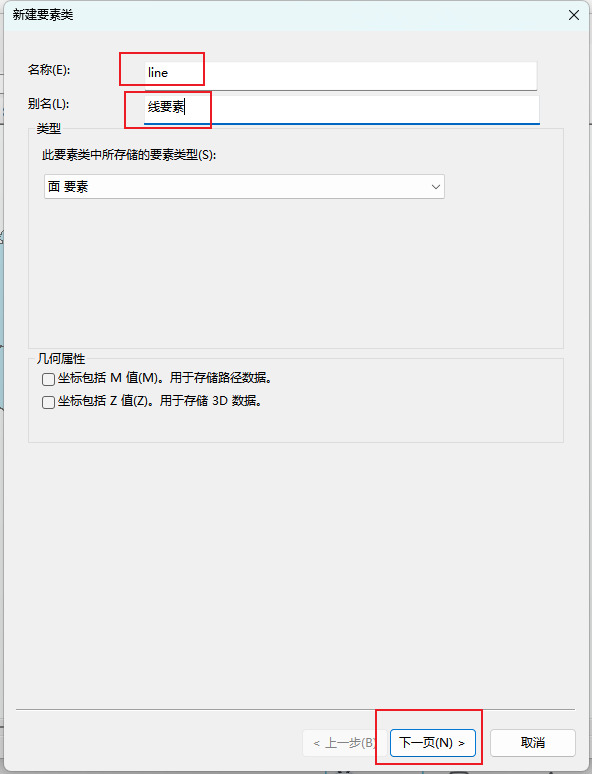 新建要素类
名称(E):
line
别名(L):
线要素
类型
此要素类中所存储的要素类型(S):
面 要素
几何属性
坐标包括 M 值(M)。用于存储路径数据。
坐标包括 Z 值(Z)。用于存储 3D 数据。
< 上一步(B)
下一页(N) >
取消